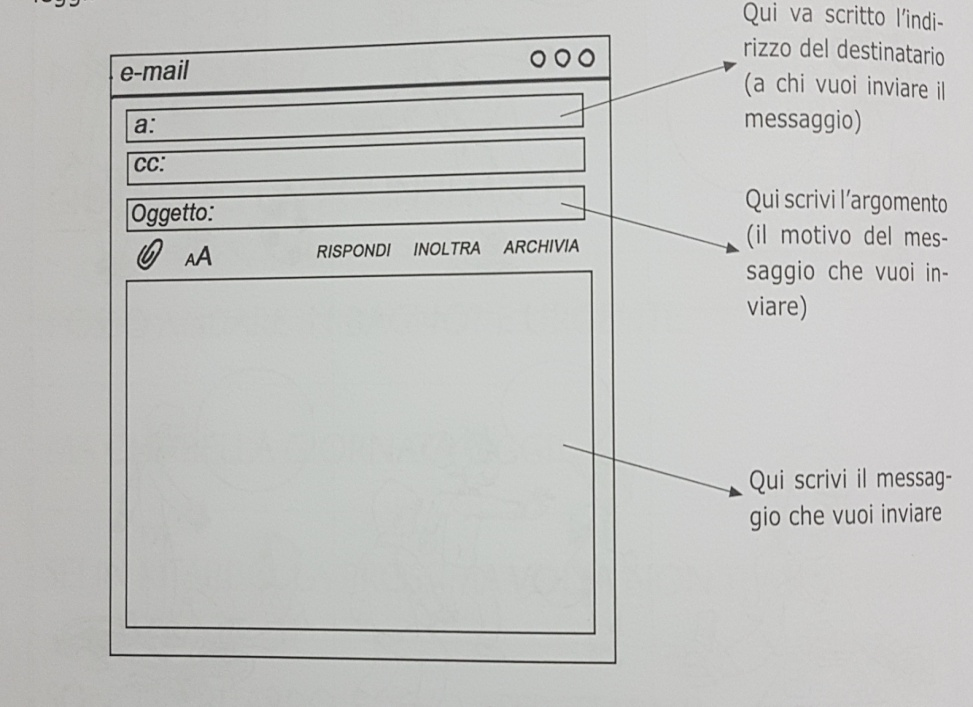 e-mail
a:
cc:
Oggetto:
AA RISPONDI INOLTRA ARCHIVIA
Qui va scritto l'indi-
rizzo del destinatario
(a chi vuoi inviare il
messaggio)
Qui scrivi l'argomento
(il motivo del mes-
saggio che vuoi in-
viare)
Qui scrivi il messag-
gio che vuoi inviare